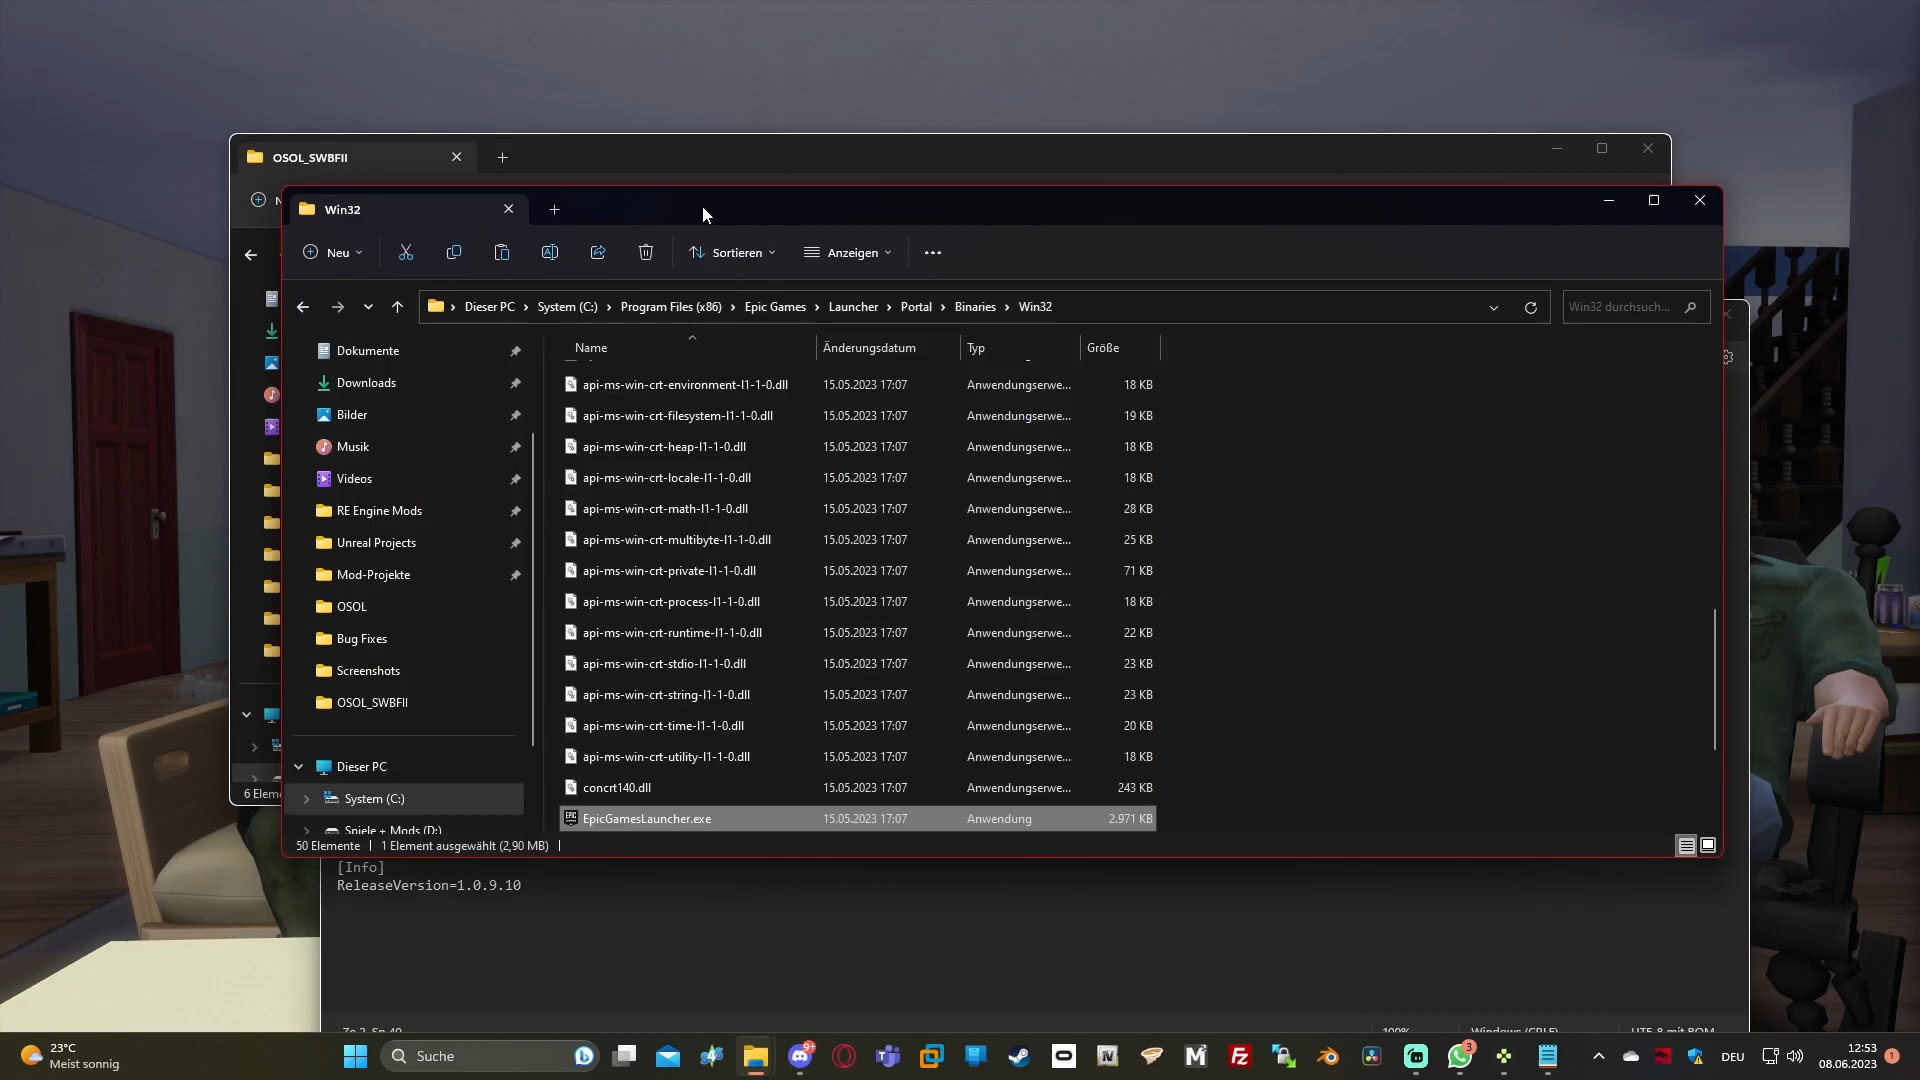 OSOL_SWBFII
Win32
Neu
Sortieren
Anzeigen
Dieser PC > System (C:) > Program Files (x86) > Epic Games > Launcher > Portal > Binaries > Win32
Win32 durchsuch...
Name Änderungsdatum Typ Größe
Dokumente
Downloads
Bilder
Musik
Videos
RE Engine Mods
Unreal Projects
Mod-Projekte
OSOL
Bug Fixes
Screenshots
OSOL_SWBFII
Dieser PC
System (C:)
Spiele + Mods (D:)
api-ms-win-crt-environment-l1-1-0.dll 15.05.2023 17:07 Anwendungserwe... 18 KB
api-ms-win-crt-filesystem-l1-1-0.dll 15.05.2023 17:07 Anwendungserwe... 19 KB
api-ms-win-crt-heap-l1-1-0.dll 15.05.2023 17:07 Anwendungserwe... 18 KB
api-ms-win-crt-locale-l1-1-0.dll 15.05.2023 17:07 Anwendungserwe... 18 KB
api-ms-win-crt-math-l1-1-0.dll 15.05.2023 17:07 Anwendungserwe... 28 KB
api-ms-win-crt-multibyte-l1-1-0.dll 15.05.2023 17:07 Anwendungserwe... 25 KB
api-ms-win-crt-private-l1-1-0.dll 15.05.2023 17:07 Anwendungserwe... 71 KB
api-ms-win-crt-process-l1-1-0.dll 15.05.2023 17:07 Anwendungserwe... 18 KB
api-ms-win-crt-runtime-l1-1-0.dll 15.05.2023 17:07 Anwendungserwe... 22 KB
api-ms-win-crt-stdio-l1-1-0.dll 15.05.2023 17:07 Anwendungserwe... 23 KB
api-ms-win-crt-string-l1-1-0.dll 15.05.2023 17:07 Anwendungserwe... 23 KB
api-ms-win-crt-time-l1-1-0.dll 15.05.2023 17:07 Anwendungserwe... 20 KB
api-ms-win-crt-utility-l1-1-0.dll 15.05.2023 17:07 Anwendungserwe... 18 KB
concrt140.dll 15.05.2023 17:07 Anwendungserwe... 243 KB
EpicGamesLauncher.exe 15.05.2023 17:07 Anwendung 2.971 KB
6 Eleme
50 Elemente 1 Element ausgewählt (2,90 MB)
[Info]
ReleaseVersion=1.0.9.10
100% Windows (CRLF) UTF-8 mit BOM
23°C
Meist sonnig
Suche
9+
3
DEU
12:53
08.06.2023
1